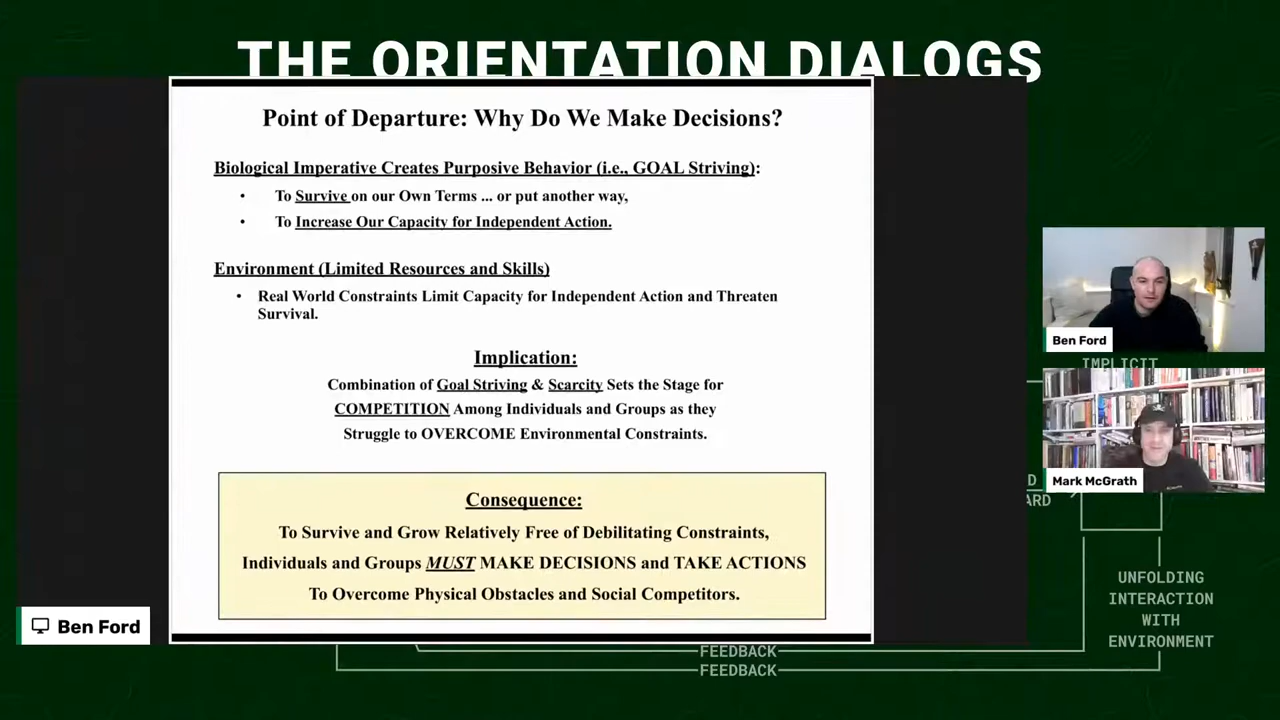 THE ORIENTATION DIALOGS
Point of Departure: Why Do We Make Decisions?
Biological Imperative Creates Purposive Behavior (i.e., GOAL Striving):
• To Survive on our Own Terms ... or put another way,
• To Increase Our Capacity for Independent Action.
Environment (Limited Resources and Skills)
• Real World Constraints Limit Capacity for Independent Action and Threaten
Survival.
Implication:
Combination of Goal Striving & Scarcity Sets the Stage for
COMPETITION Among Individuals and Groups as they
Struggle to OVERCOME Environmental Constraints.
Consequence:
To Survive and Grow Relatively Free of Debilitating Constraints,
Individuals and Groups MUST MAKE DECISIONS and TAKE ACTIONS
To Overcome Physical Obstacles and Social Competitors.
Ben Ford
Ben Ford
IMPLICIT
Mark McGrath
UNFOLDING
INTERACTION
WITH
ENVIRONMENT
FEEDBACK
FEEDBACK